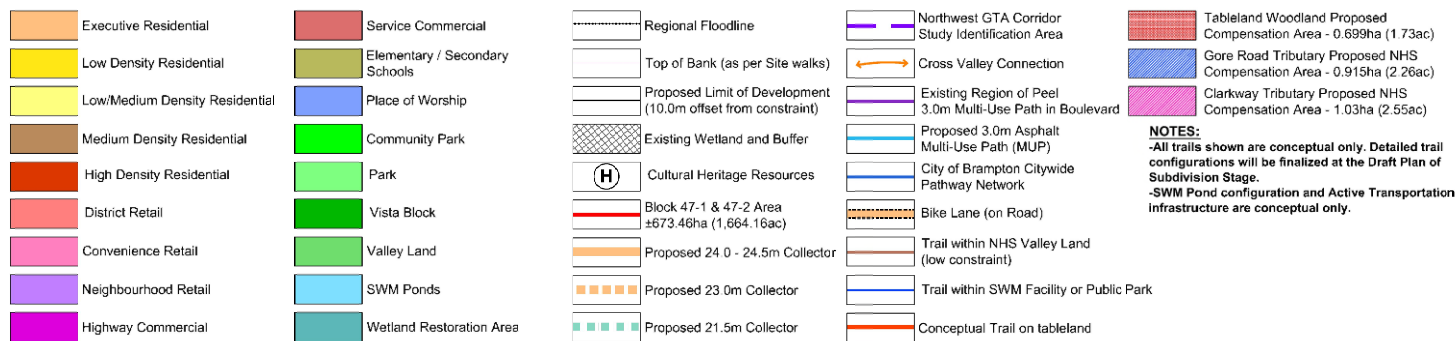 Executive Residential
Low Density Residential
Low/Medium Density Residential
Medium Density Residential
High Density Residential
District Retail
Convenience Retail
Neighbourhood Retail
Highway Commercial
Service Commercial
Elementary / Secondary
Schools
Place of Worship
Community Park
Park
Vista Block
Valley Land
SWM Ponds
Wetland Restoration Area
Regional Floodline
Top of Bank (as per Site walks)
Proposed Limit of Development
(10.0m offset from constraint)
Existing Wetland and Buffer
H Cultural Heritage Resources
Block 47-1 & 47-2 Area
±673.46ha (1,664.16ac)
Proposed 24.0 - 24.5m Collector
Proposed 23.0m Collector
Proposed 21.5m Collector
Northwest GTA Corridor
Study Identification Area
Cross Valley Connection
Existing Region of Peel
3.0m Multi-Use Path in Boulevard
Proposed 3.0m Asphalt
Multi-Use Path (MUP)
City of Brampton Citywide
Pathway Network
Bike Lane (on Road)
Trail within NHS Valley Land
(low constraint)
Trail within SWM Facility or Public Park
Conceptual Trail on tableland
Tableland Woodland Proposed
Compensation Area - 0.699ha (1.73ac)
Gore Road Tributary Proposed NHS
Compensation Area - 0.915ha (2.26ac)
Clarkway Tributary Proposed NHS
Compensation Area - 1.03ha (2.55ac)
NOTES:
-All trails shown are conceptual only. Detailed trail
configurations will be finalized at the Draft Plan of
Subdivision Stage.
-SWM Pond configuration and Active Transportation
infrastructure are conceptual only.